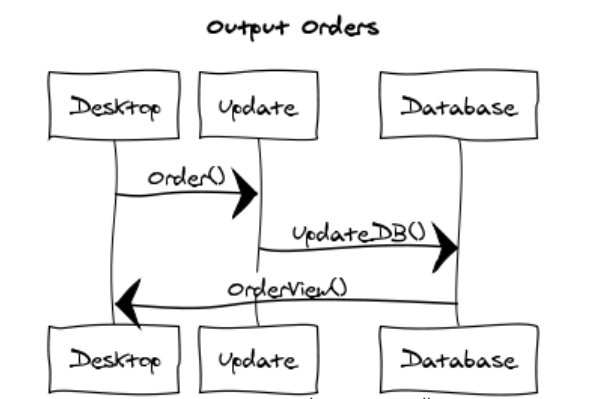 Output Orders
Desktop Update Database
Order()
UpdateDB()
OrderView()
Desktop Update Database